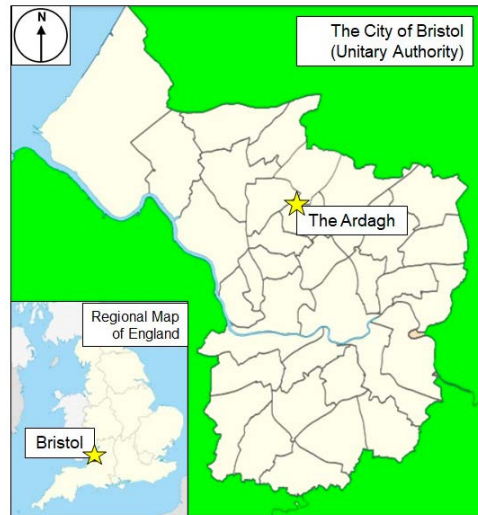 N
The City of Bristol
(Unitary Authority)
The Ardagh
Regional Map
of England
Bristol